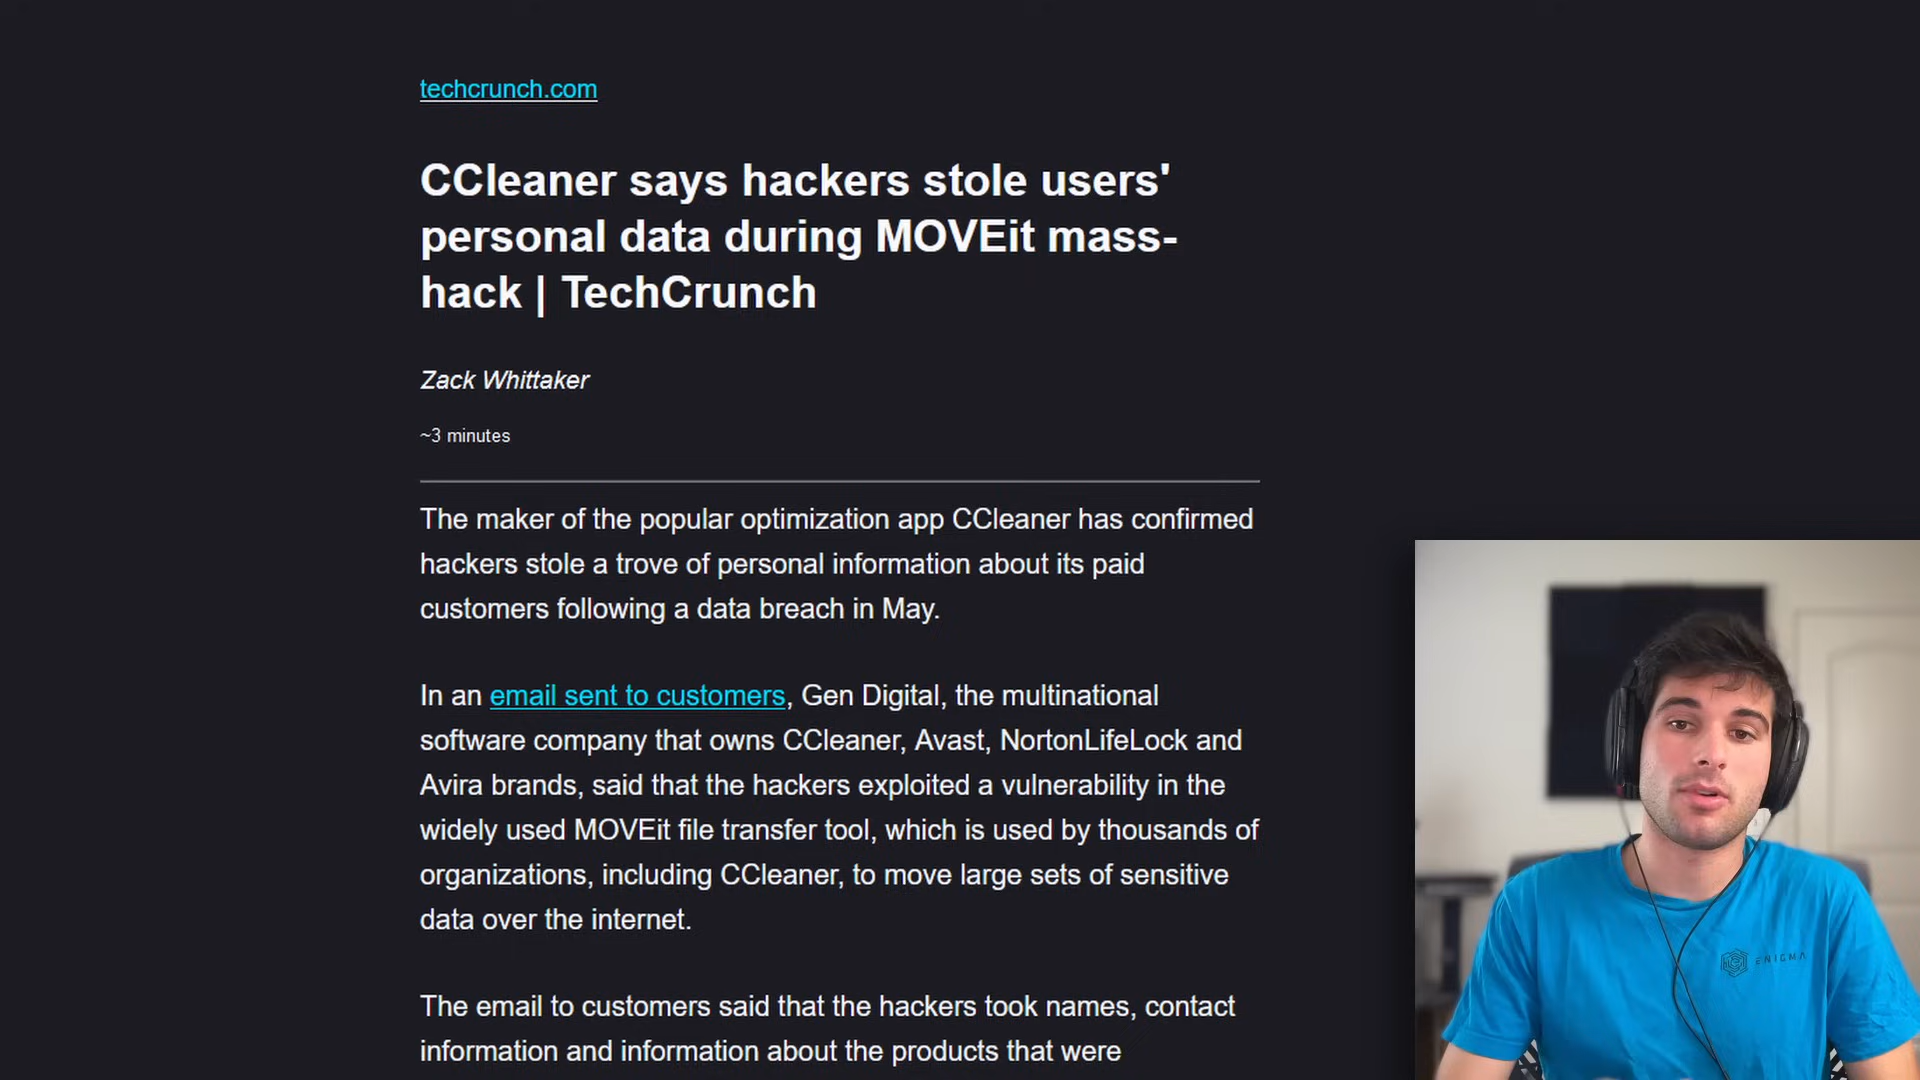 techcrunch.com
CCleaner says hackers stole users'
personal data during MOVEit mass-
hack | TechCrunch
Zack Whittaker
~3 minutes
The maker of the popular optimization app CCleaner has confirmed
hackers stole a trove of personal information about its paid
customers following a data breach in May.
In an email sent to customers, Gen Digital, the multinational
software company that owns CCleaner, Avast, NortonLifeLock and
Avira brands, said that the hackers exploited a vulnerability in the
widely used MOVEit file transfer tool, which is used by thousands of
organizations, including CCleaner, to move large sets of sensitive
data over the internet.
The email to customers said that the hackers took names, contact
information and information about the products that were
ENIGMA